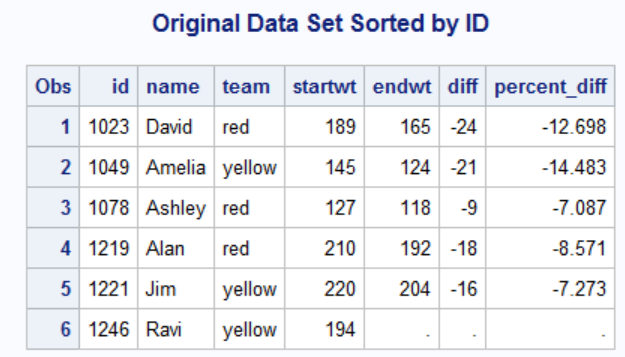 Original Data Set Sorted by ID
Obs id name team startwt endwt diff percent_diff
1 1023 David red 189 165 -24 -12.698
2 1049 Amelia yellow 145 124 -21 -14.483
3 1078 Ashley red 127 118 -9 -7.087
4 1219 Alan red 210 192 -18 -8.571
5 1221 Jim yellow 220 204 -16 -7.273
6 1246 Ravi yellow 194 . . .